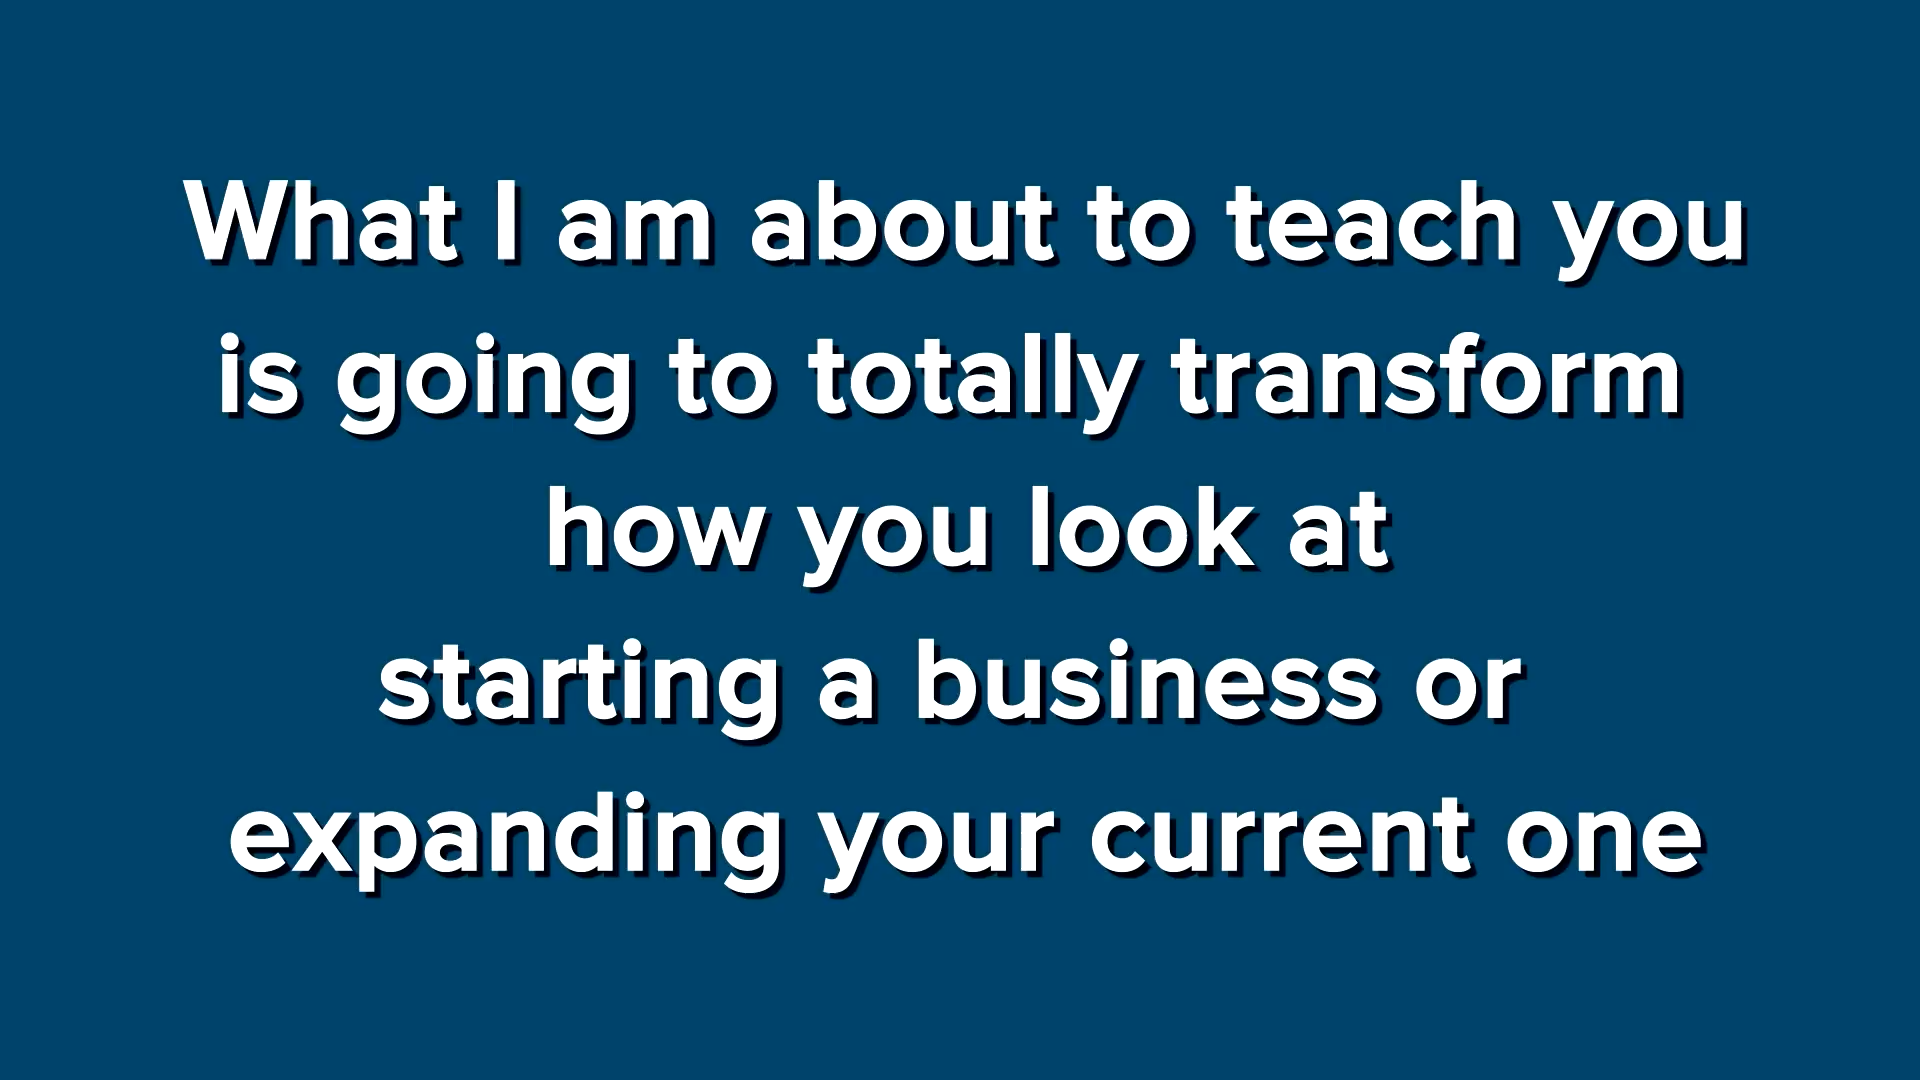 What I am about to teach you
is going to totally transform
how you look at
starting a business or
expanding your current one